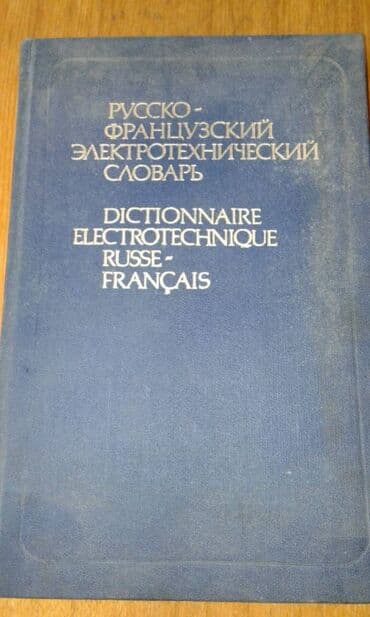 РУССКО-
ФРАНЦУЗСКИЙ
ЭЛЕКТРОТЕХНИЧЕСКИЙ
СЛОВАРЬ
DICTIONNAIRE
ELECTROTECHNIQUE
RUSSE-
FRANÇAIS